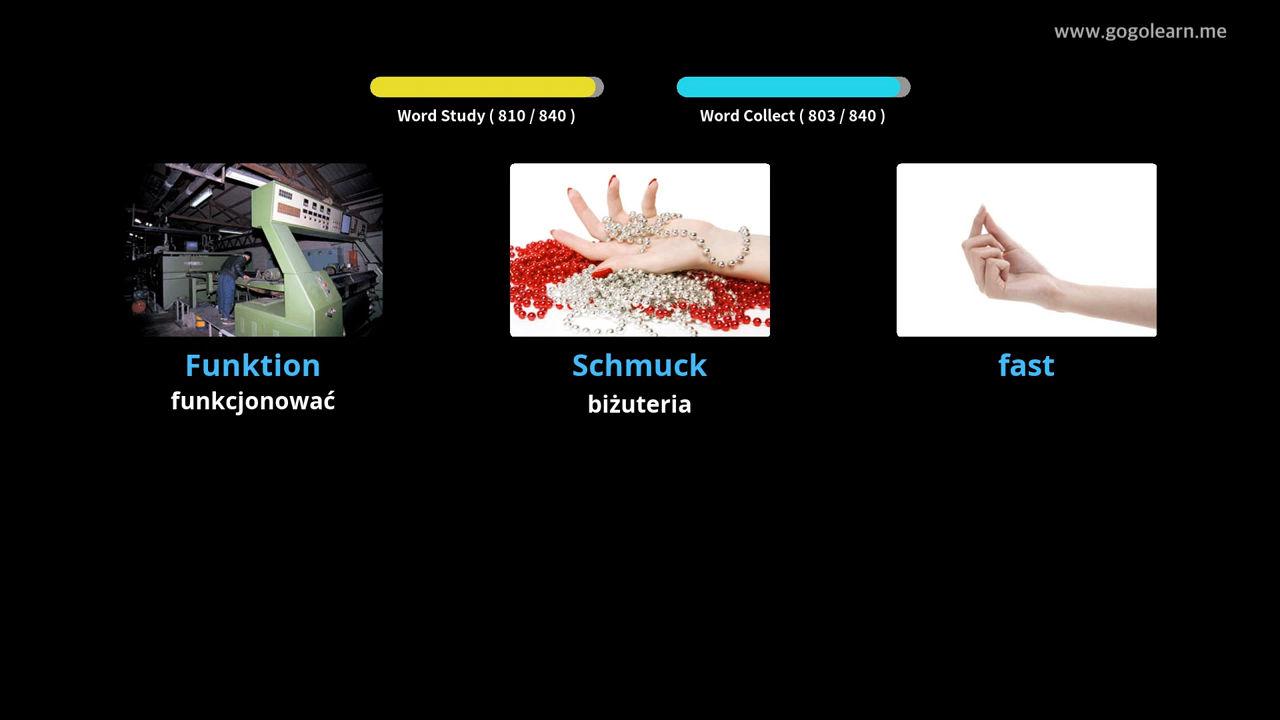 www.gogolearn.me
Word Study ( 810 / 840 )
Word Collect ( 803 / 840 )
Funktion
funkcjonować
Schmuck
biżuteria
fast